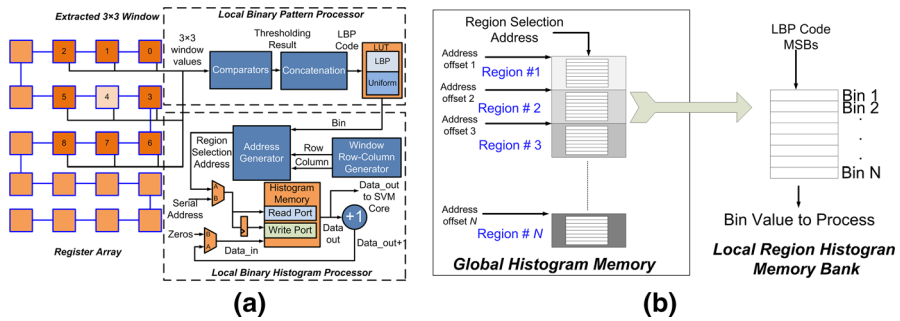 Extracted 3×3 Window
2 1 0
5 4 3
8 7 6
Register Array
3×3
window
values
Local Binary Pattern Processor
Thresholding
Result
LBP
Code
Comparators
Concatenation
LUT
LBP
Uniform
Bin
Region
Selection
Address
Address
Generator
Row
Column
Window
Row-Column
Generator
A
B
Serial
Address
Histogram
Memory
Read Port
Write Port
Data_out
to SVM
Core
+1
Data
out
Data_out+1
Zeros
B
A
Data_in
Local Binary Histogram Processor
(a)
Region Selection
Address
Address
offset 1
Region #1
Address
offset 2
Region # 2
Address
offset 3
Region # 3
Address
offset N
Region # N
Global Histogram Memory
LBP Code
MSBs
Bin 1
Bin 2
.
.
.
Bin N
Bin Value to Process
Local Region Histogran
Memory Bank
(b)